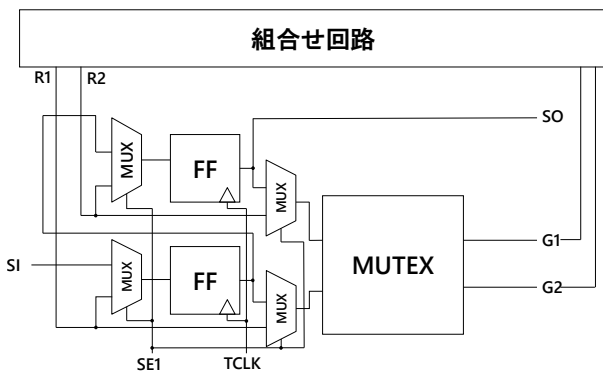 組合せ回路
R1 R2
SO
MUX
FF
MUX
MUTEX
G1
SI
MUX
FF
MUX
G2
SE1 TCLK